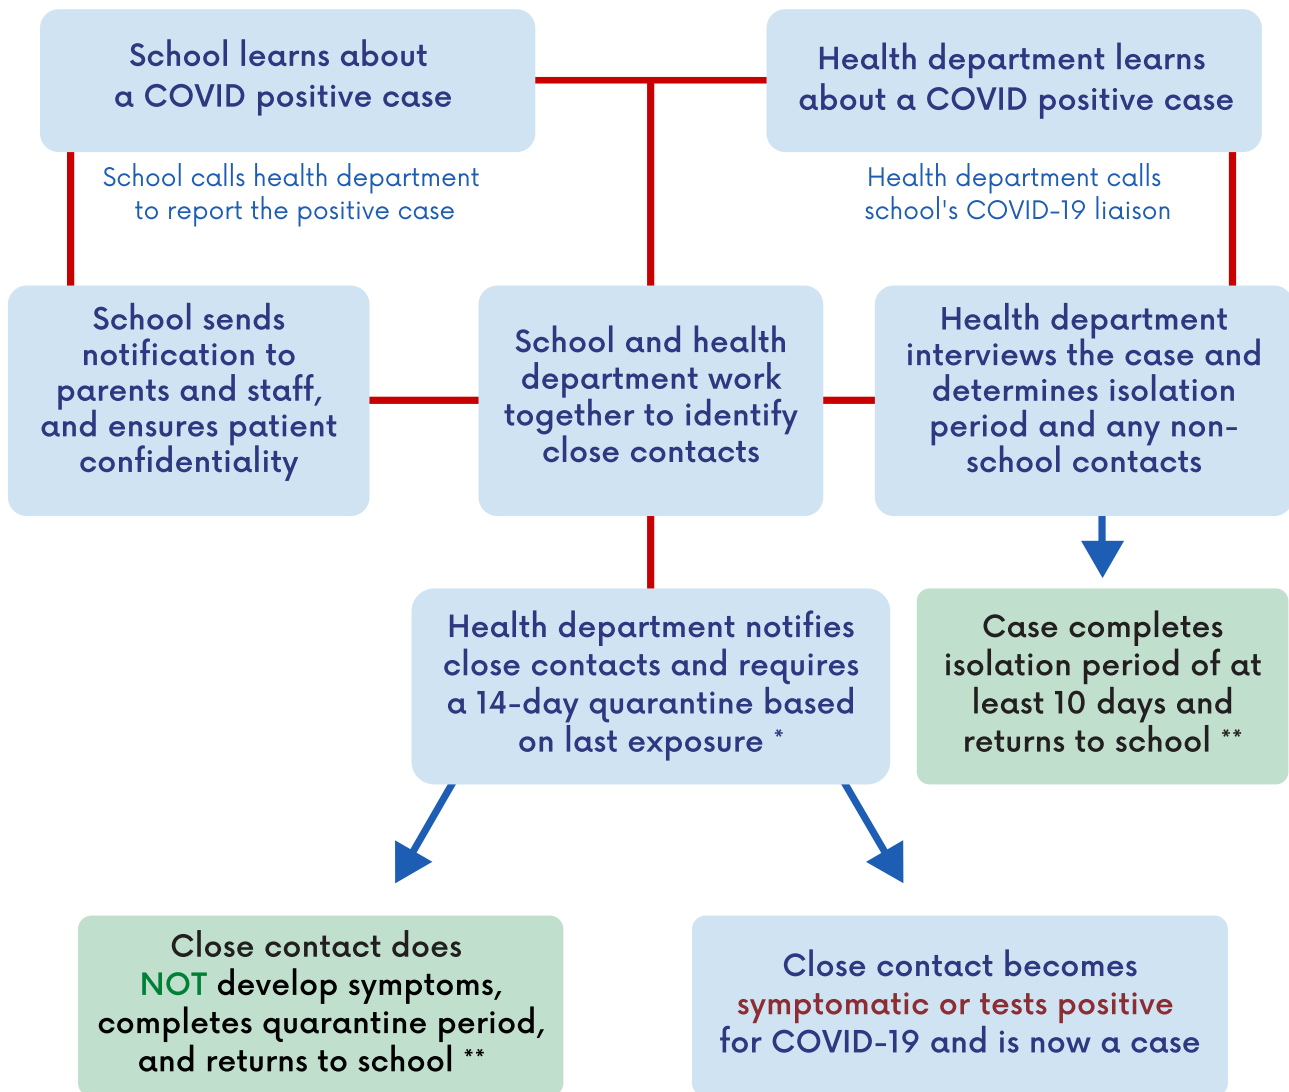 School learns about
a COVID positive case
Health department learns
about a COVID positive case
School calls health department
to report the positive case
Health department calls
school's COVID-19 liaison
School sends
notification to
parents and staff,
and ensures patient
confidentiality
School and health
department work
together to identify
close contacts
Health department
interviews the case and
determines isolation
period and any non-
school contacts
Health department notifies
close contacts and requires
a 14-day quarantine based
on last exposure *
Case completes
isolation period of at
least 10 days and
returns to school **
Close contact does
NOT develop symptoms,
completes quarantine period,
and returns to school **
Close contact becomes
symptomatic or tests positive
for COVID-19 and is now a case